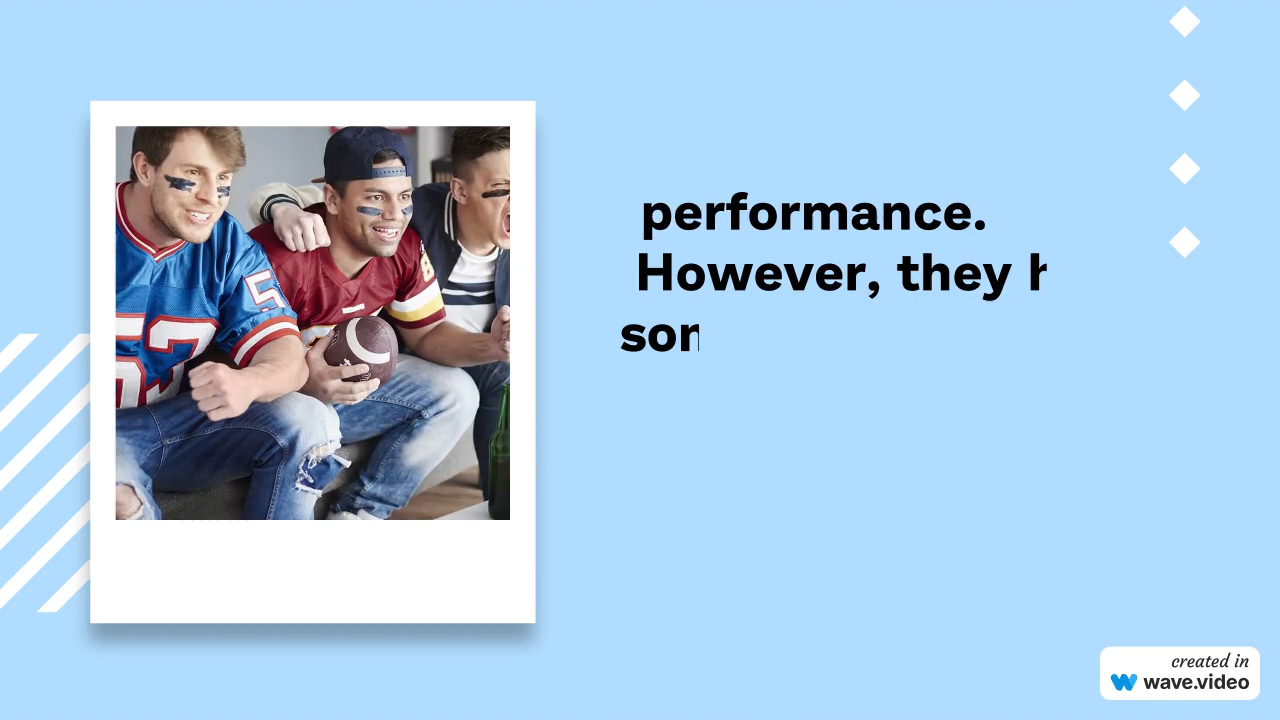 performance.
However, they
created in
wave.video